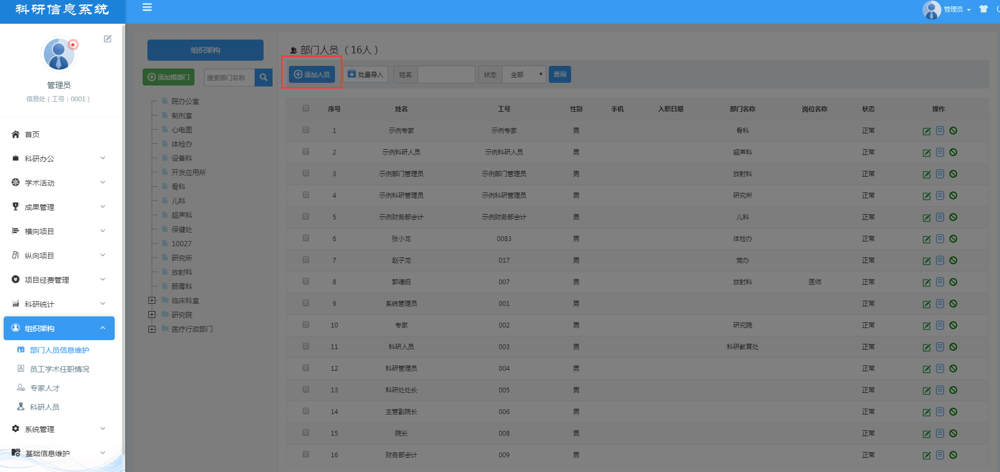 科研信息系统
管理员
管理员
信息处（工号：0001）
首页
科研办公
学术活动
成果管理
横向项目
纵向项目
项目经费管理
科研统计
组织架构
部门人员信息维护
员工学术任职情况
专家人才
科研人员
系统管理
基础信息维护
组织架构
添加根部门 搜索部门名称
院办公室
制剂室
心电图
体检办
设备科
开发应用所
骨科
儿科
超声科
保健处
10027
研究所
放射科
肠胃科
临床科室
研究院
医疗行政部门
部门人员（16人）
添加人员 批量导入 姓名 状态 全部 查询
序号 姓名 工号 性别 手机 入职日期 部门名称 岗位名称 状态 操作
1 示例专家 示例专家 男 骨科 正常
2 示例科研人员 示例科研人员 男 超声科 正常
3 示例部门管理员 示例部门管理员 男 放射科 正常
4 示例科研管理员 示例科研管理员 男 研究所 正常
5 示例财务部会计 示例财务部会计 男 儿科 正常
6 张小龙 0083 男 体检办 正常
7 赵子龙 017 男 党办 正常
8 郭德纲 007 男 放射科 医师 正常
9 系统管理员 001 男 正常
10 专家 002 男 研究院 正常
11 科研人员 003 男 科研教育处 正常
12 科研管理员 004 男 正常
13 科研处处长 005 男 正常
14 主管副院长 006 男 正常
15 院长 008 男 正常
16 财务部会计 009 男 正常